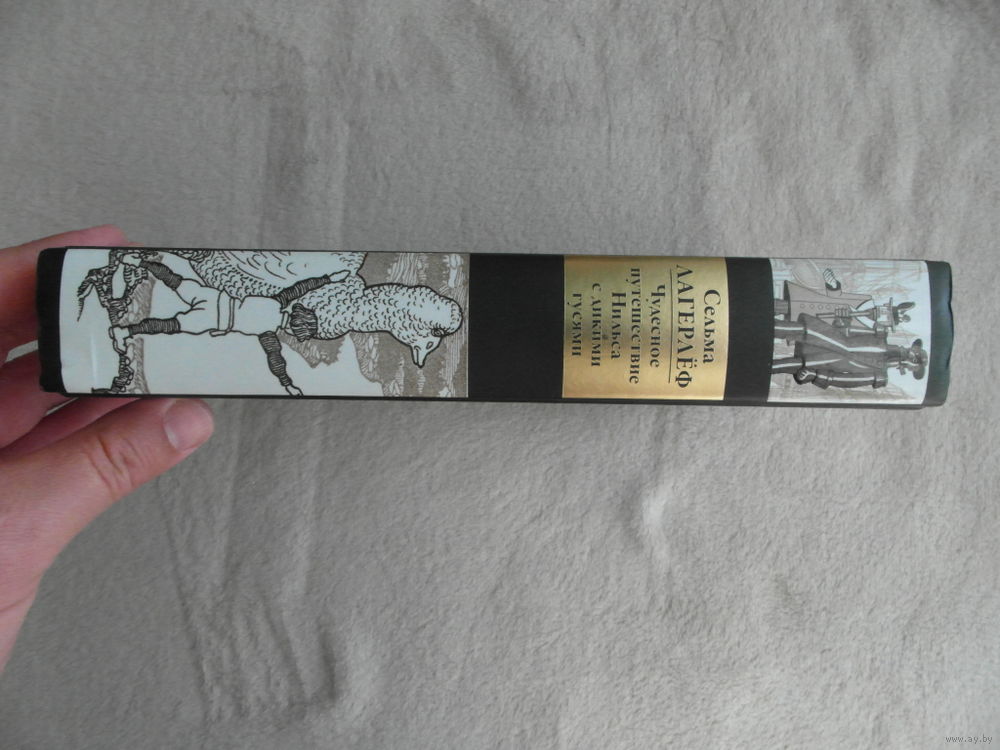 Сельма
ЛАГЕРЛЁФ
Чудесное
путешествие
Нильса
с дикими
гусями
www.ay.by